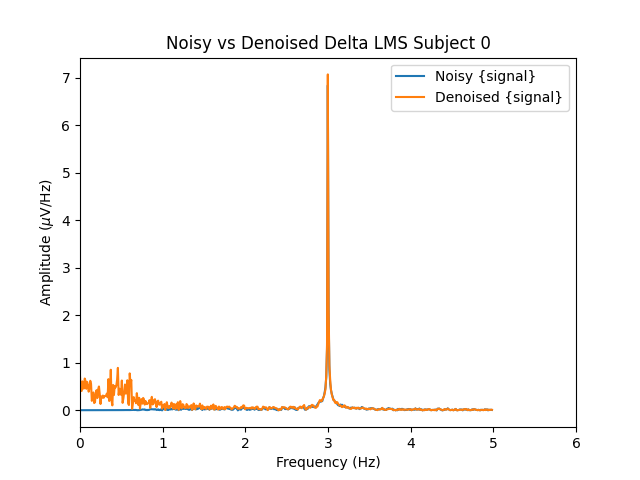 Noisy vs Denoised Delta LMS Subject 0
Noisy {signal}
Denoised {signal}
Amplitude (μV/Hz)
7
6
5
4
3
2
1
0
0 1 2 3 4 5 6
Frequency (Hz)